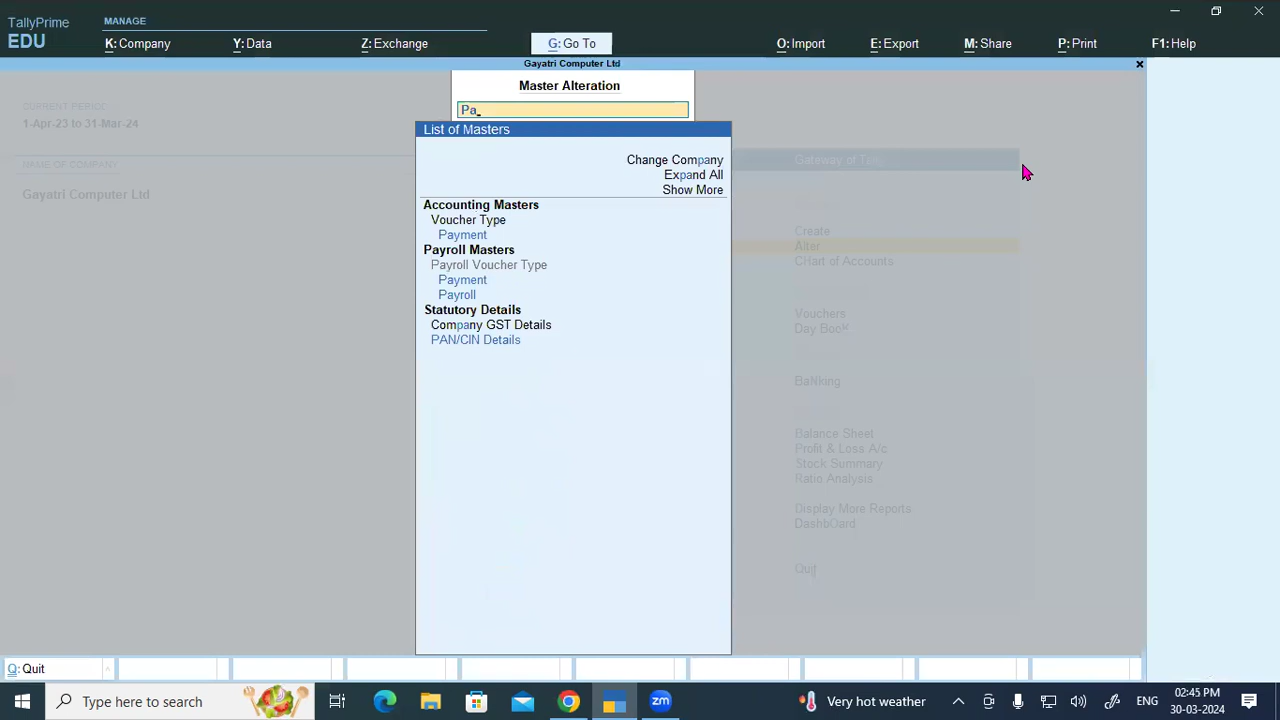 TallyPrime
EDU
MANAGE
K: Company
Y: Data
Z: Exchange
G: Go To
O: Import
E: Export
M: Share
P: Print
F1: Help
Gayatri Computer Ltd
Master Alteration
Pa
List of Masters
Change Company
Expand All
Show More
Accounting Masters
Voucher Type
Payment
Payroll Masters
Payroll Voucher Type
Payment
Payroll
Statutory Details
Company GST Details
PAN/CIN Details
CURRENT PERIOD
1-Apr-23 to 31-Mar-24
NAME OF COMPANY
Gayatri Computer Ltd
Gateway of Tally
Create
Alter
CHart of Accounts
Vouchers
Day BooK
BaNking
Balance Sheet
Profit & Loss A/c
Stock Summary
Ratio Analysis
Display More Reports
DashbOard
Quit
Q: Quit
Type here to search
zm
Very hot weather
ENG
02:45 PM
30-03-2024